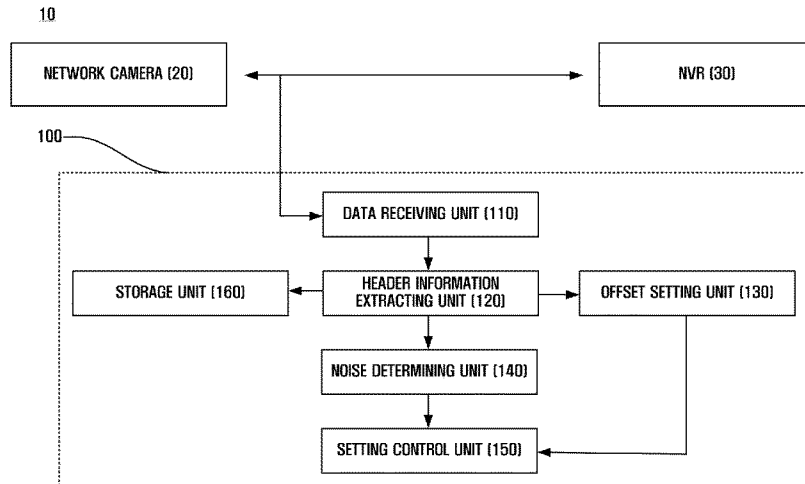 10
NETWORK CAMERA (20)
NVR (30)
100
DATA RECEIVING UNIT (110)
STORAGE UNIT (160)
HEADER INFORMATION
EXTRACTING UNIT (120)
OFFSET SETTING UNIT (130)
NOISE DETERMINING UNIT (140)
SETTING CONTROL UNIT (150)